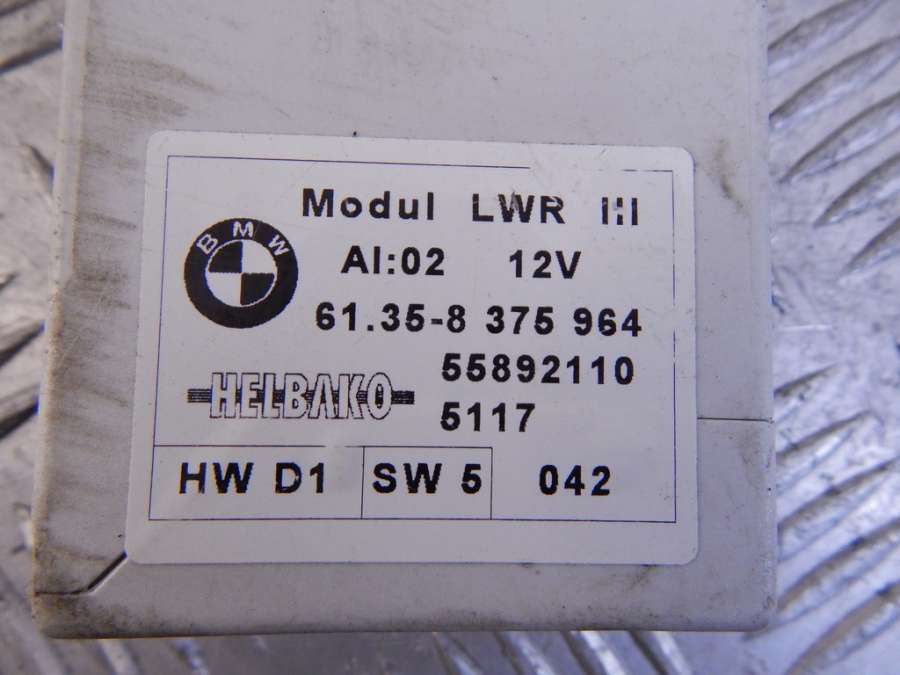 Modul LWR III
BMW
AI:02 12V
61.35-8 375 964
55892110
HELBAKO
5117
HW D1 SW 5 042